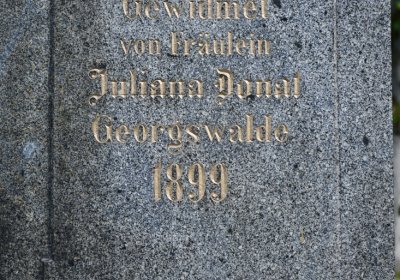 Gewidmet
von Fräulein
Juliana Donat
Georgswalde
1899